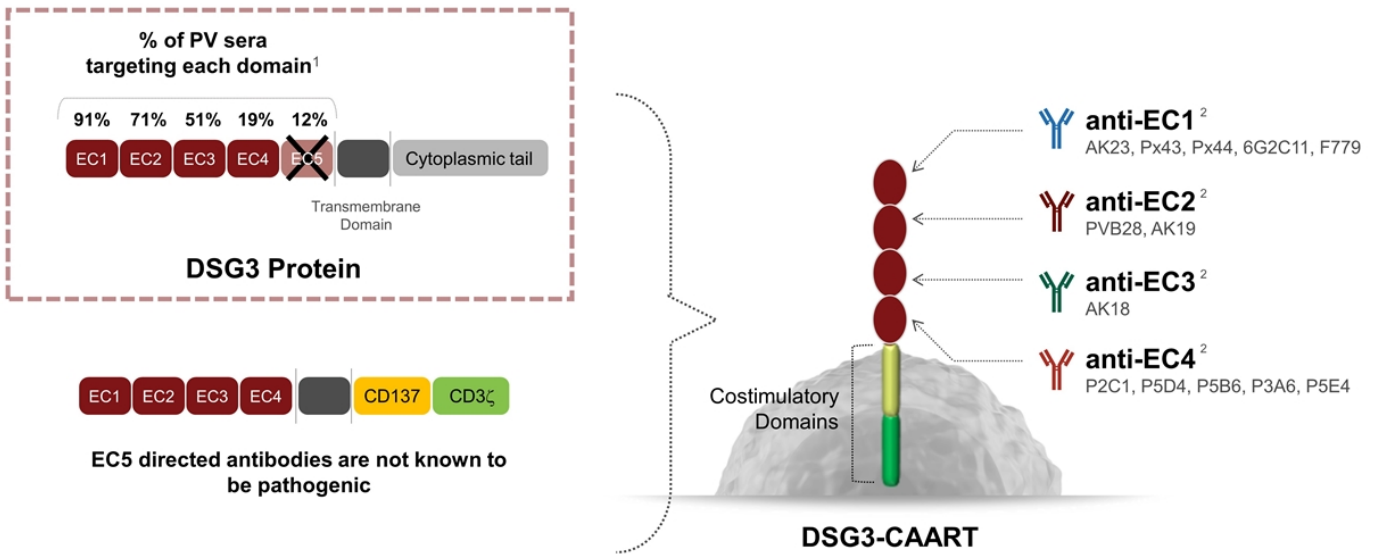 % of PV sera
targeting each domain1
91% 71% 51% 19% 12%
EC1 EC2 EC3 EC4 EC5 Cytoplasmic tail
Transmembrane
Domain
DSG3 Protein
EC1 EC2 EC3 EC4 CD137 CD3ζ
EC5 directed antibodies are not known to
be pathogenic
Costimulatory
Domains
DSG3-CAART
anti-EC1 2
AK23, Px43, Px44, 6G2C11, F779
anti-EC2 2
PVB28, AK19
anti-EC3 2
AK18
anti-EC4 2
P2C1, P5D4, P5B6, P3A6, P5E4